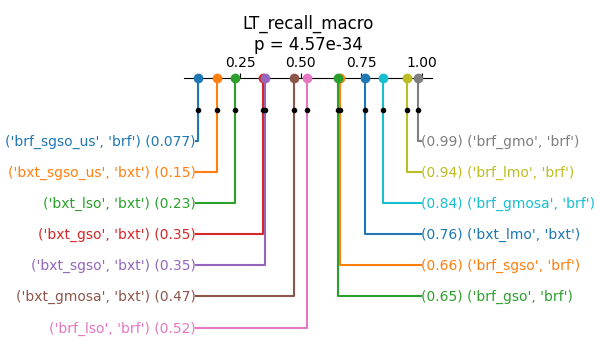 LT_recall_macro
p = 4.57e-34
0.25 0.50 0.75 1.00
('brf_sgso_us', 'brf') (0.077) (0.99) ('brf_gmo', 'brf')
('bxt_sgso_us', 'bxt') (0.15) (0.94) ('brf_lmo', 'brf')
('bxt_lso', 'bxt') (0.23) (0.84) ('brf_gmosa', 'brf')
('bxt_gso', 'bxt') (0.35) (0.76) ('bxt_lmo', 'bxt')
('bxt_sgso', 'bxt') (0.35) (0.66) ('brf_sgso', 'brf')
('bxt_gmosa', 'bxt') (0.47) (0.65) ('brf_gso', 'brf')
('brf_lso', 'brf') (0.52)